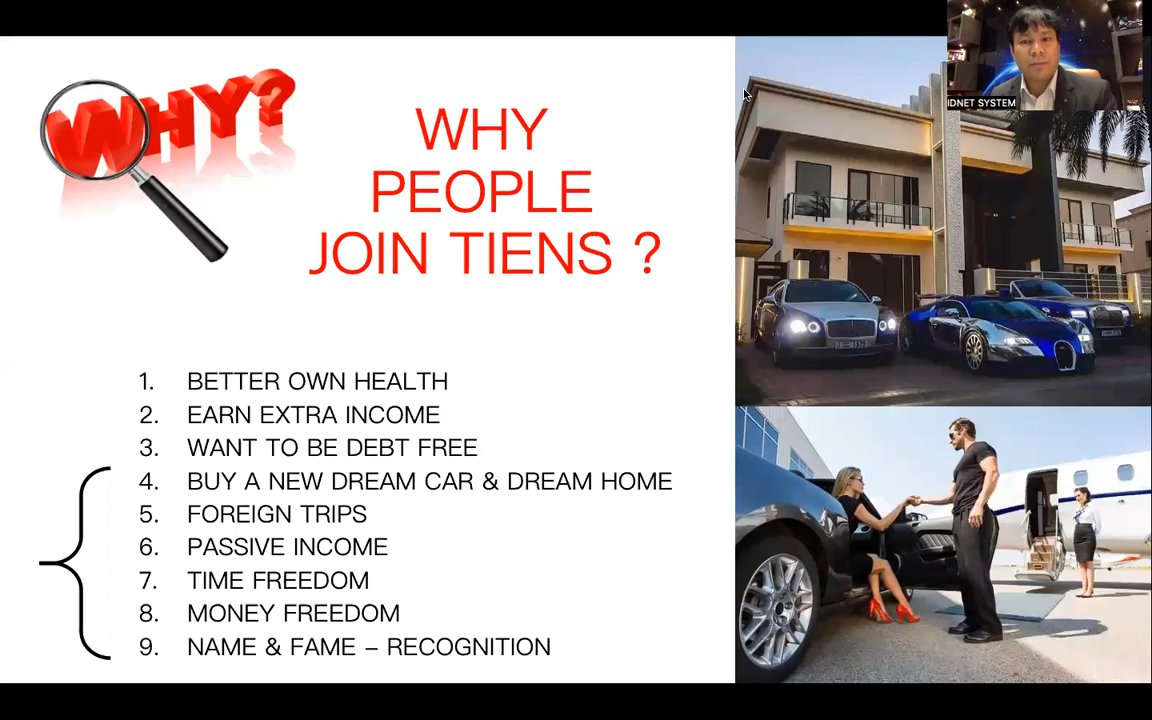 WHY?
WHY
PEOPLE
JOIN TIENS ?
1. BETTER OWN HEALTH
2. EARN EXTRA INCOME
3. WANT TO BE DEBT FREE
4. BUY A NEW DREAM CAR & DREAM HOME
5. FOREIGN TRIPS
6. PASSIVE INCOME
7. TIME FREEDOM
8. MONEY FREEDOM
9. NAME & FAME – RECOGNITION
IDNET SYSTEM